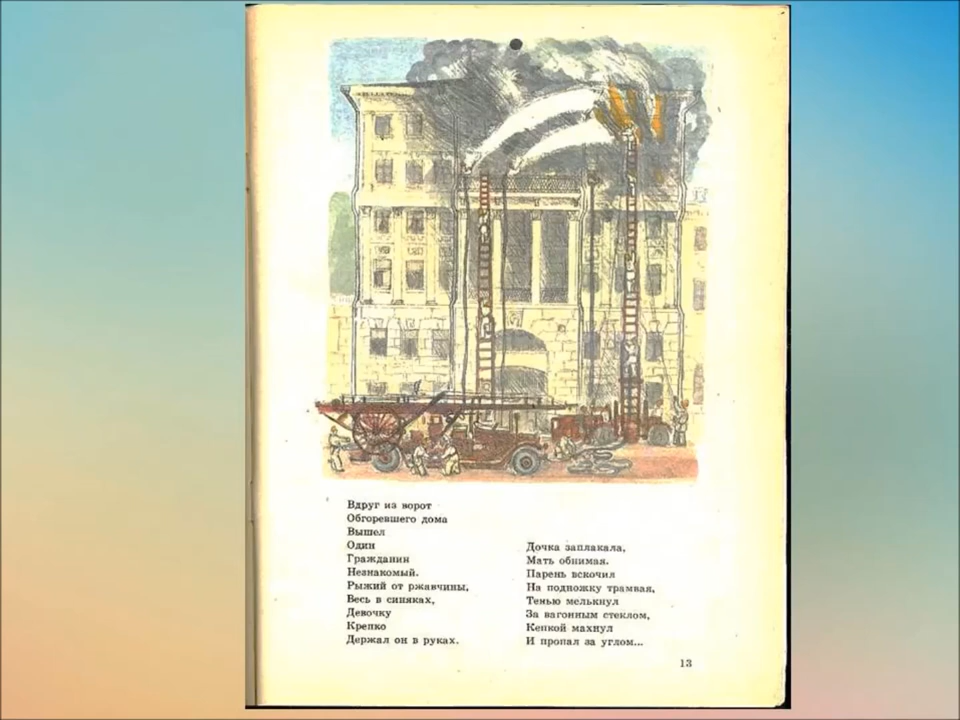 Вдруг из ворот
Обгоревшего дома
Вышел
Один
Гражданин
Незнакомый.
Рыжий от ржавчины,
Весь в синяках,
Девочку
Крепко
Держал он в руках.
Дочка заплакала,
Мать обнимая.
Парень вскочил
На подножку трамвая,
Тенью мелькнул
За вагонным стеклом,
Кепкой махнул
И пропал за углом...
13